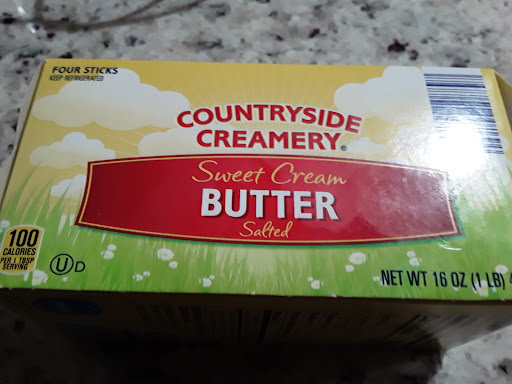 FOUR STICKS
KEEP REFRIGERATED
COUNTRYSIDE
CREAMERY®
Sweet Cream
BUTTER
Salted
100
CALORIES
PER 1 TBSP
SERVING
U D
NET WT 16 OZ (1 LB) 4